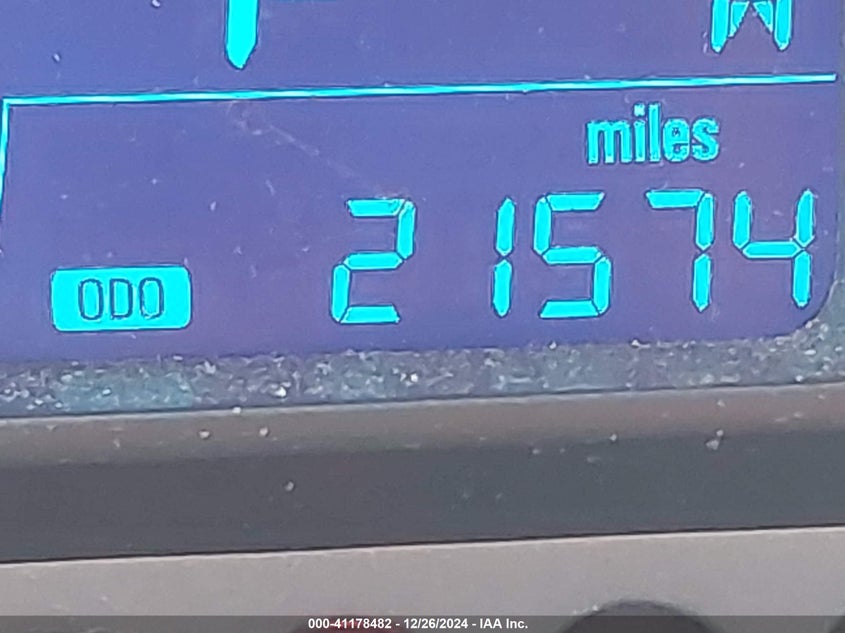 miles
ODO 21574
000-41178482 - 12/26/2024 - IAA Inc.